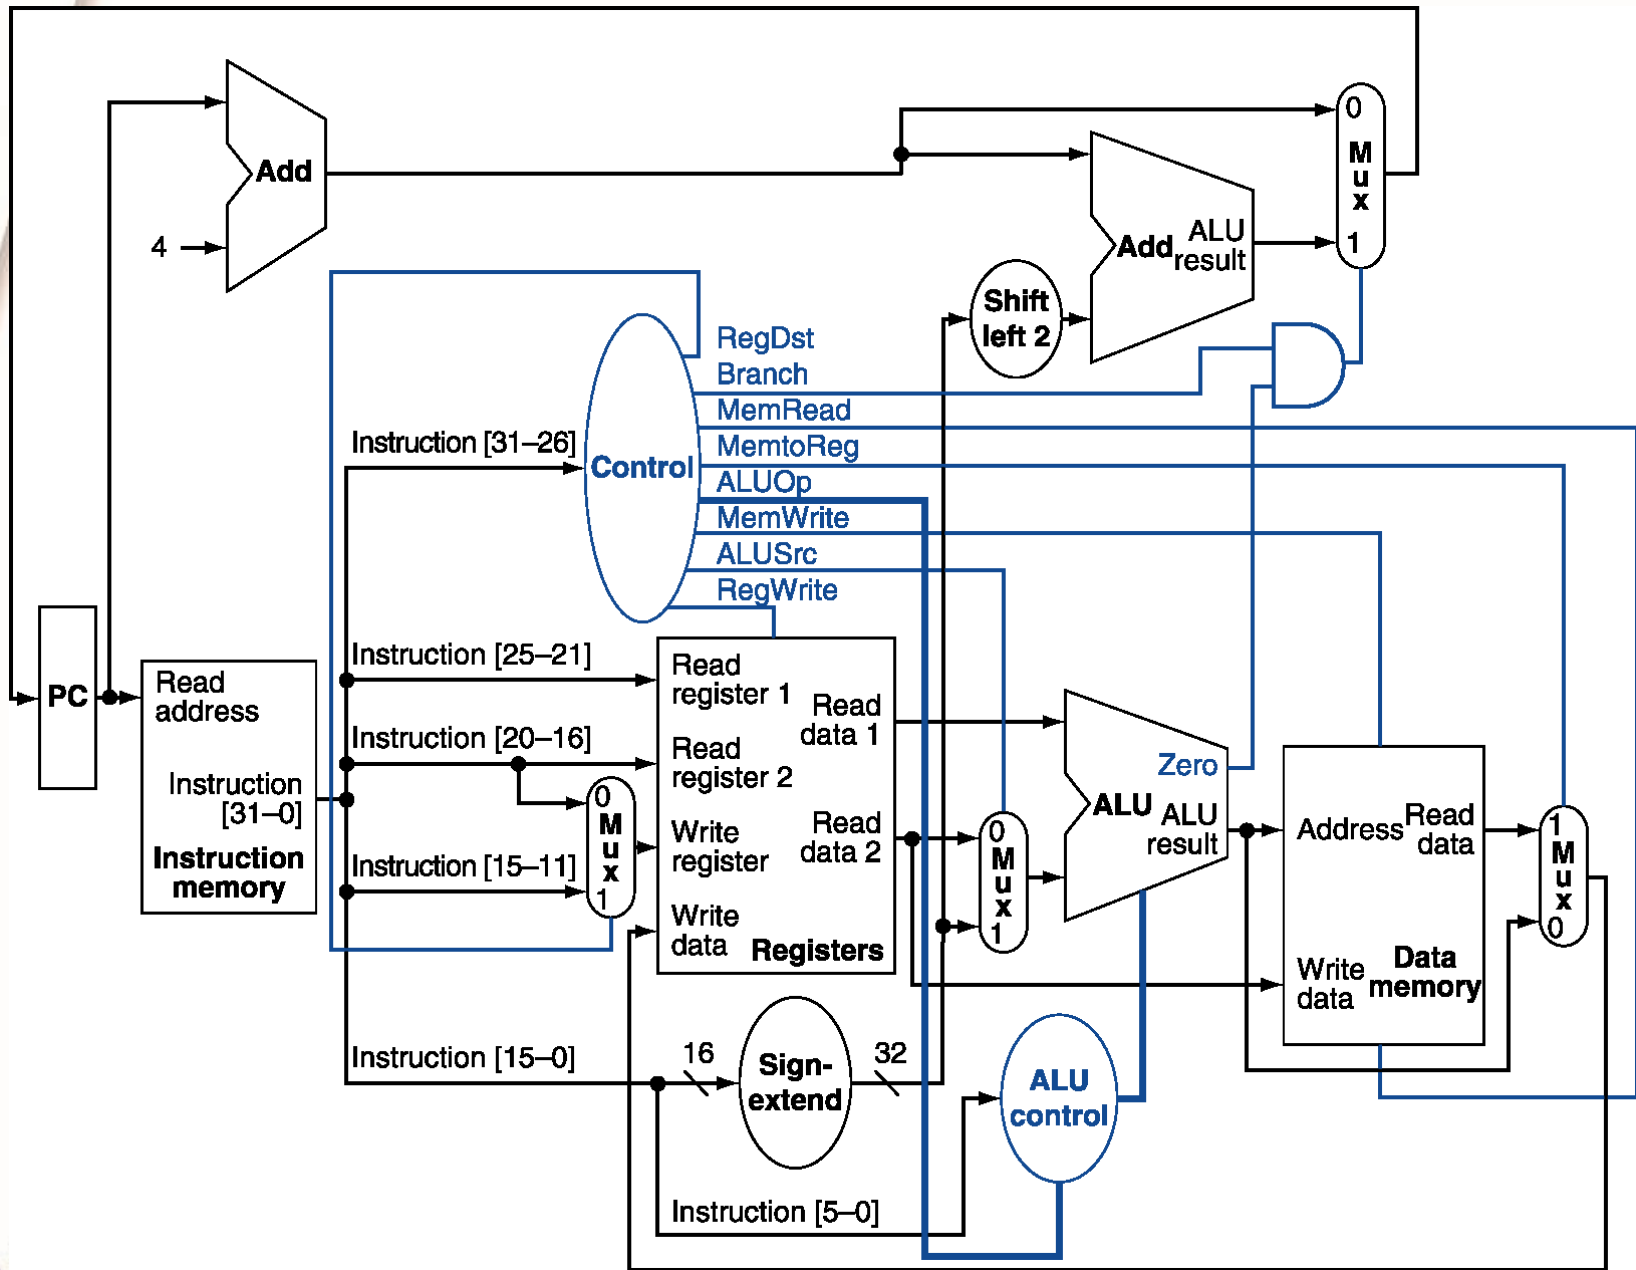 Add
4
0
M
u
x
1
Add
ALU
result
Shift
left 2
RegDst
Branch
MemRead
MemtoReg
ALUOp
MemWrite
ALUSrc
RegWrite
Control
Instruction [31–26]
Instruction [25–21]
Instruction [20–16]
Instruction [15–11]
Instruction [15–0]
Instruction [5–0]
PC
Read
address
Instruction
[31–0]
Instruction
memory
0
M
u
x
1
Read
register 1
Read
register 2
Write
register
Write
data
Read
data 1
Read
data 2
Registers
0
M
u
x
1
Zero
ALU
ALU
result
Address
Read
data
Write
data
Data
memory
1
M
u
x
0
16
Sign-
extend
32
ALU
control